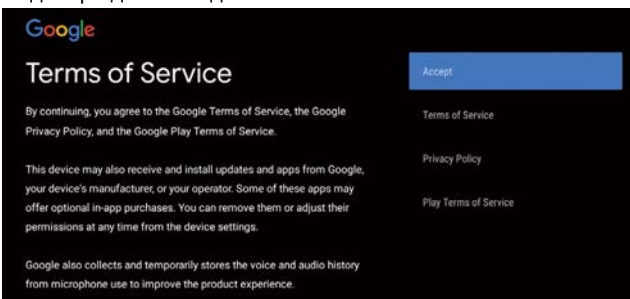 Google
Terms of Service
By continuing, you agree to the Google Terms of Service, the Google
Privacy Policy, and the Google Play Terms of Service.
This device may also receive and install updates and apps from Google,
your device's manufacturer, or your operator. Some of these apps may
offer optional in-app purchases. You can remove them or adjust their
permissions at any time from the device settings.
Google also collects and temporarily stores the voice and audio history
from microphone use to improve the product experience.
Accept
Terms of Service
Privacy Policy
Play Terms of Service